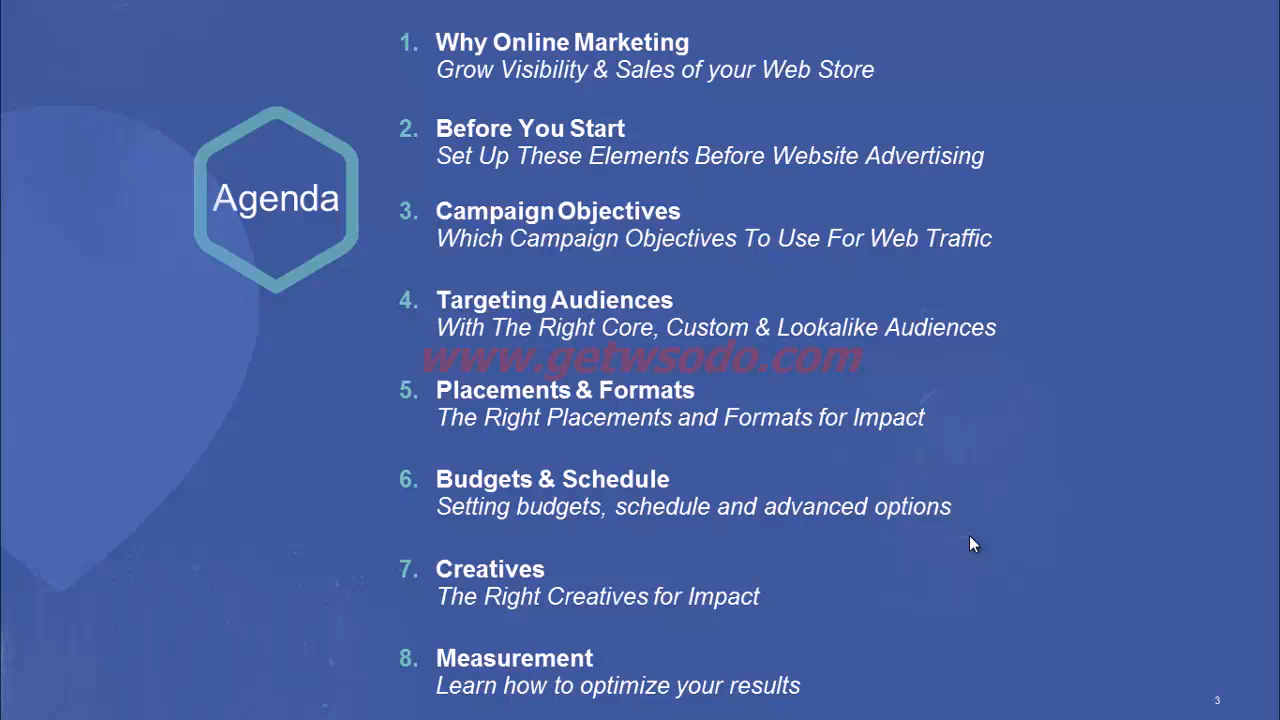 Agenda
1. Why Online Marketing
Grow Visibility & Sales of your Web Store
2. Before You Start
Set Up These Elements Before Website Advertising
3. Campaign Objectives
Which Campaign Objectives To Use For Web Traffic
4. Targeting Audiences
With The Right Core, Custom & Lookalike Audiences
www.getwsodo.com
5. Placements & Formats
The Right Placements and Formats for Impact
6. Budgets & Schedule
Setting budgets, schedule and advanced options
7. Creatives
The Right Creatives for Impact
8. Measurement
Learn how to optimize your results
3